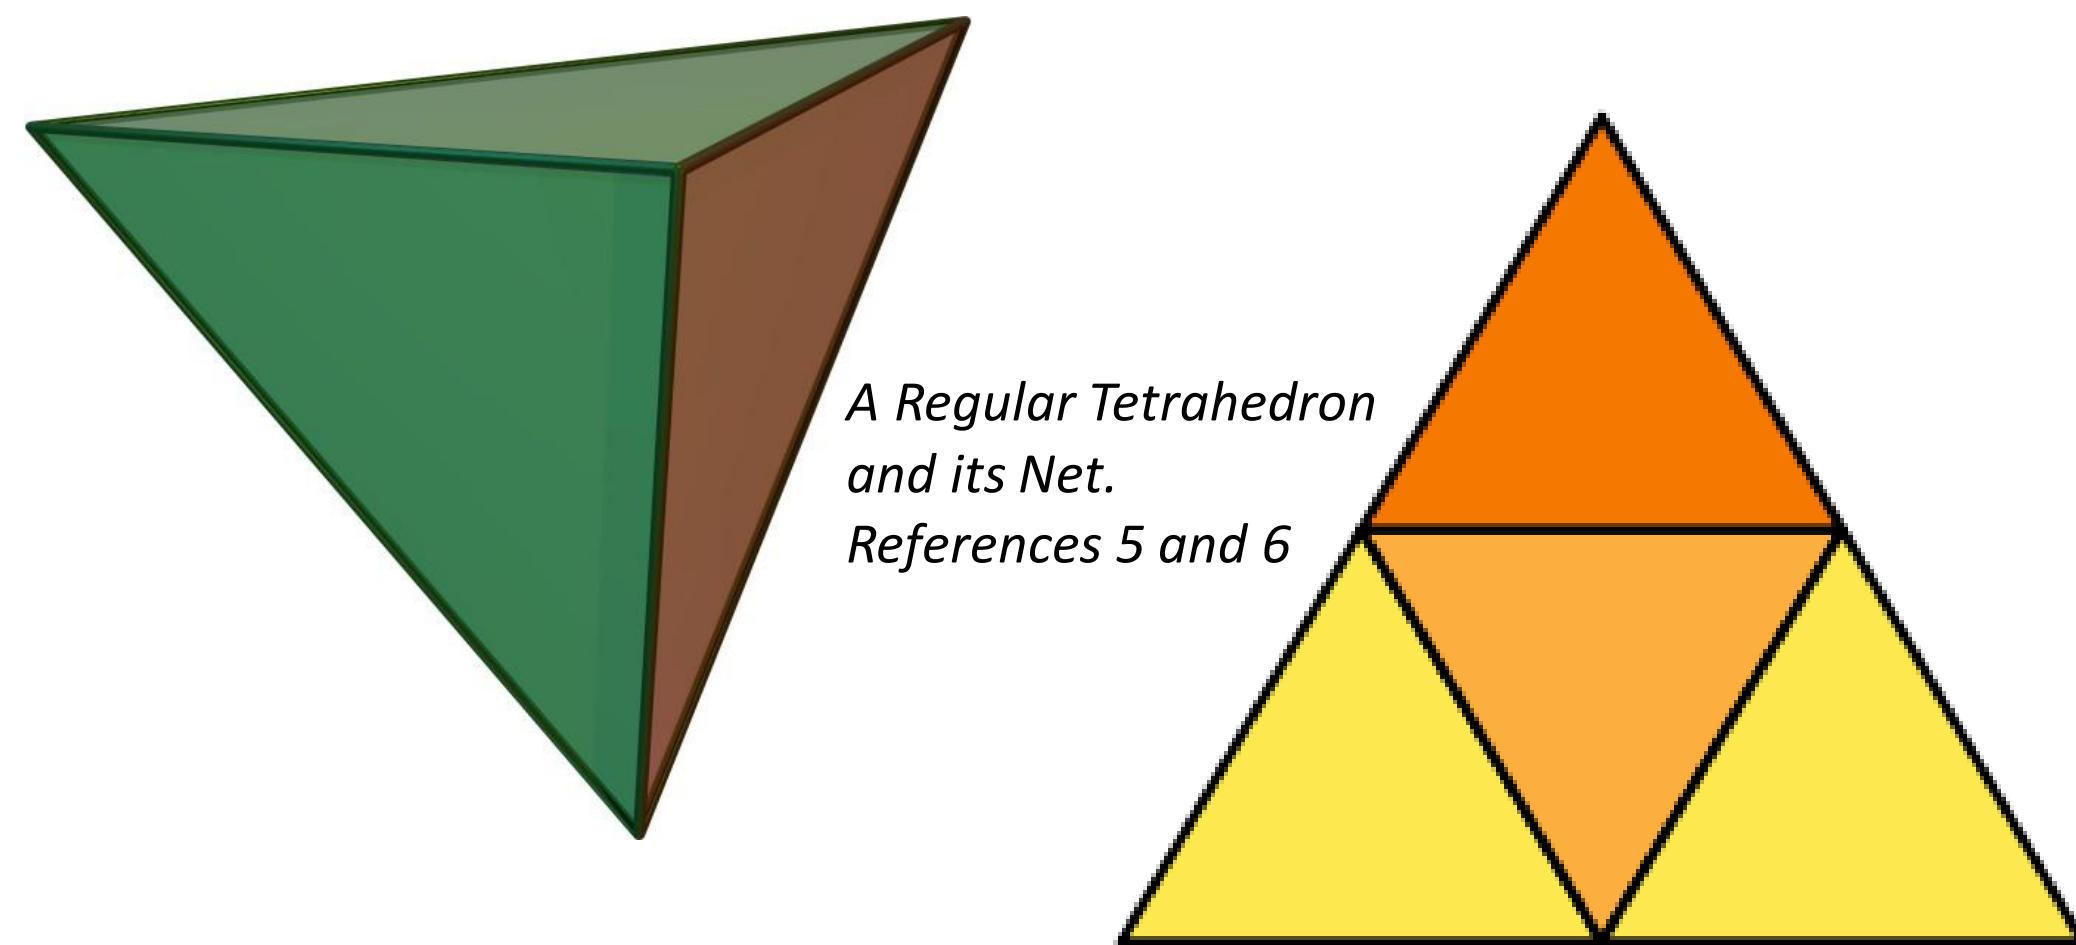 A Regular Tetrahedron
and its Net.
References 5 and 6